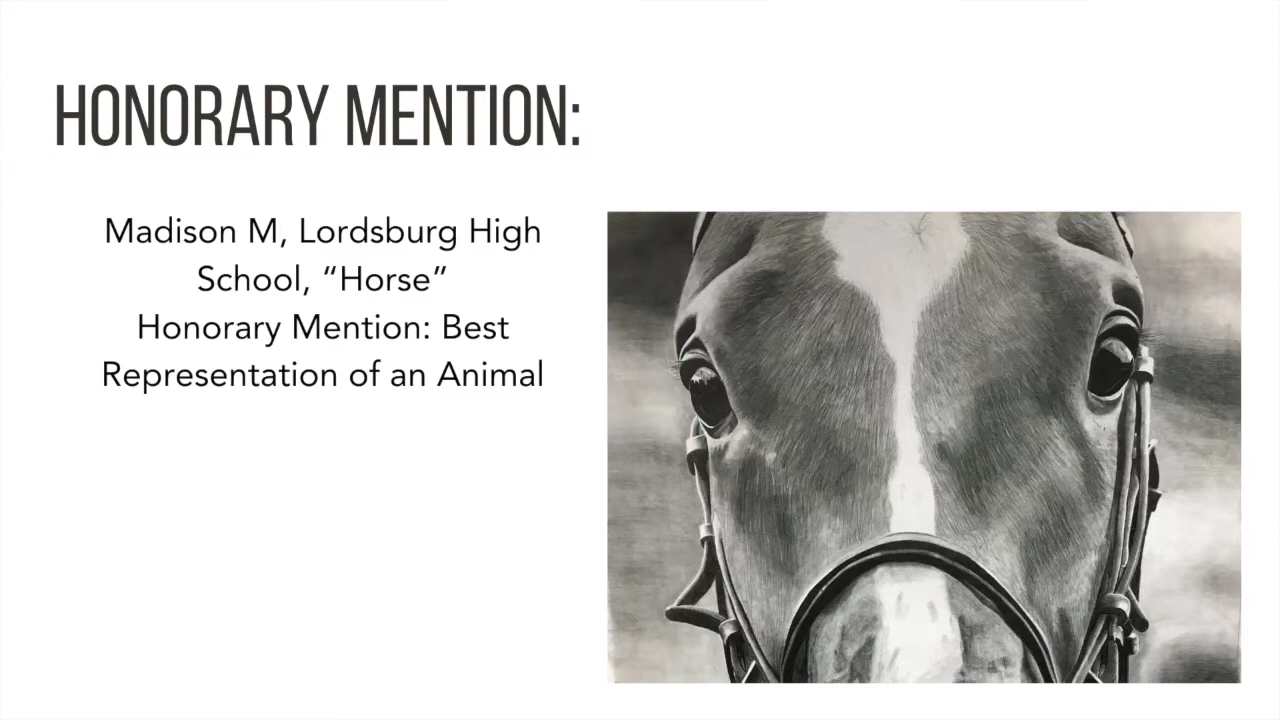 HONORARY MENTION:
Madison M, Lordsburg High
School, “Horse”
Honorary Mention: Best
Representation of an Animal